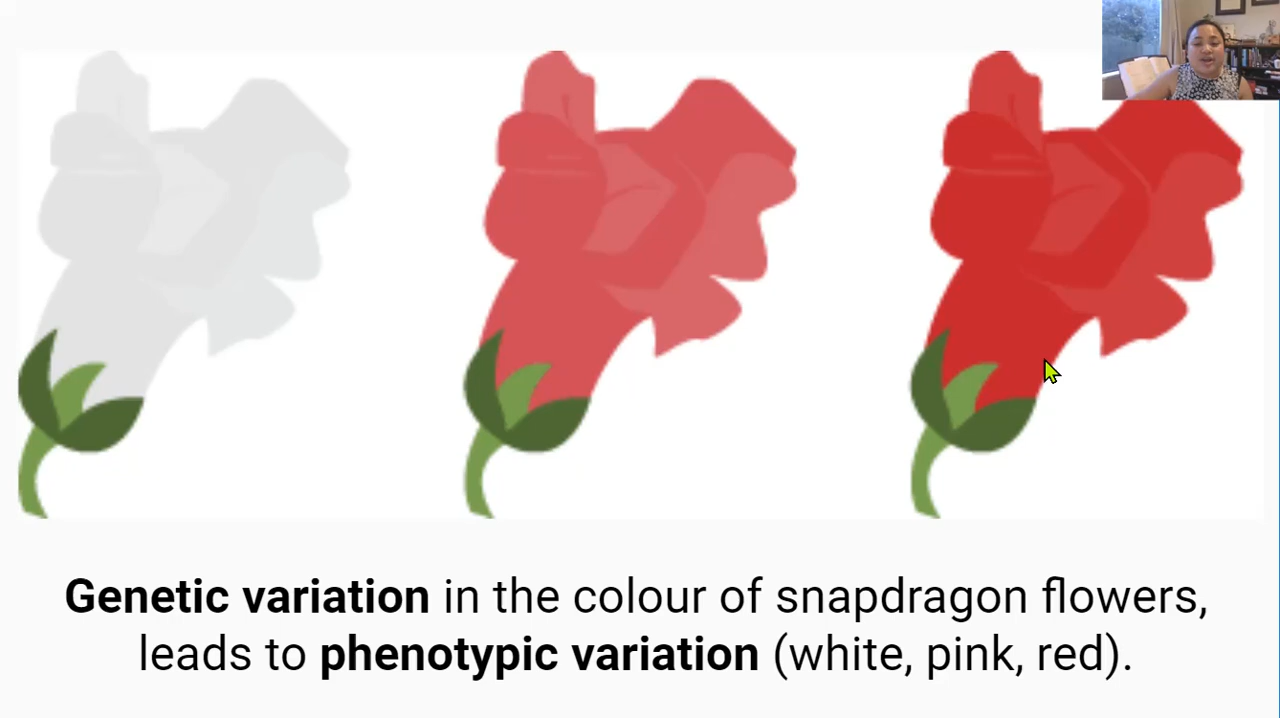 Genetic variation in the colour of snapdragon flowers,
leads to phenotypic variation (white, pink, red).